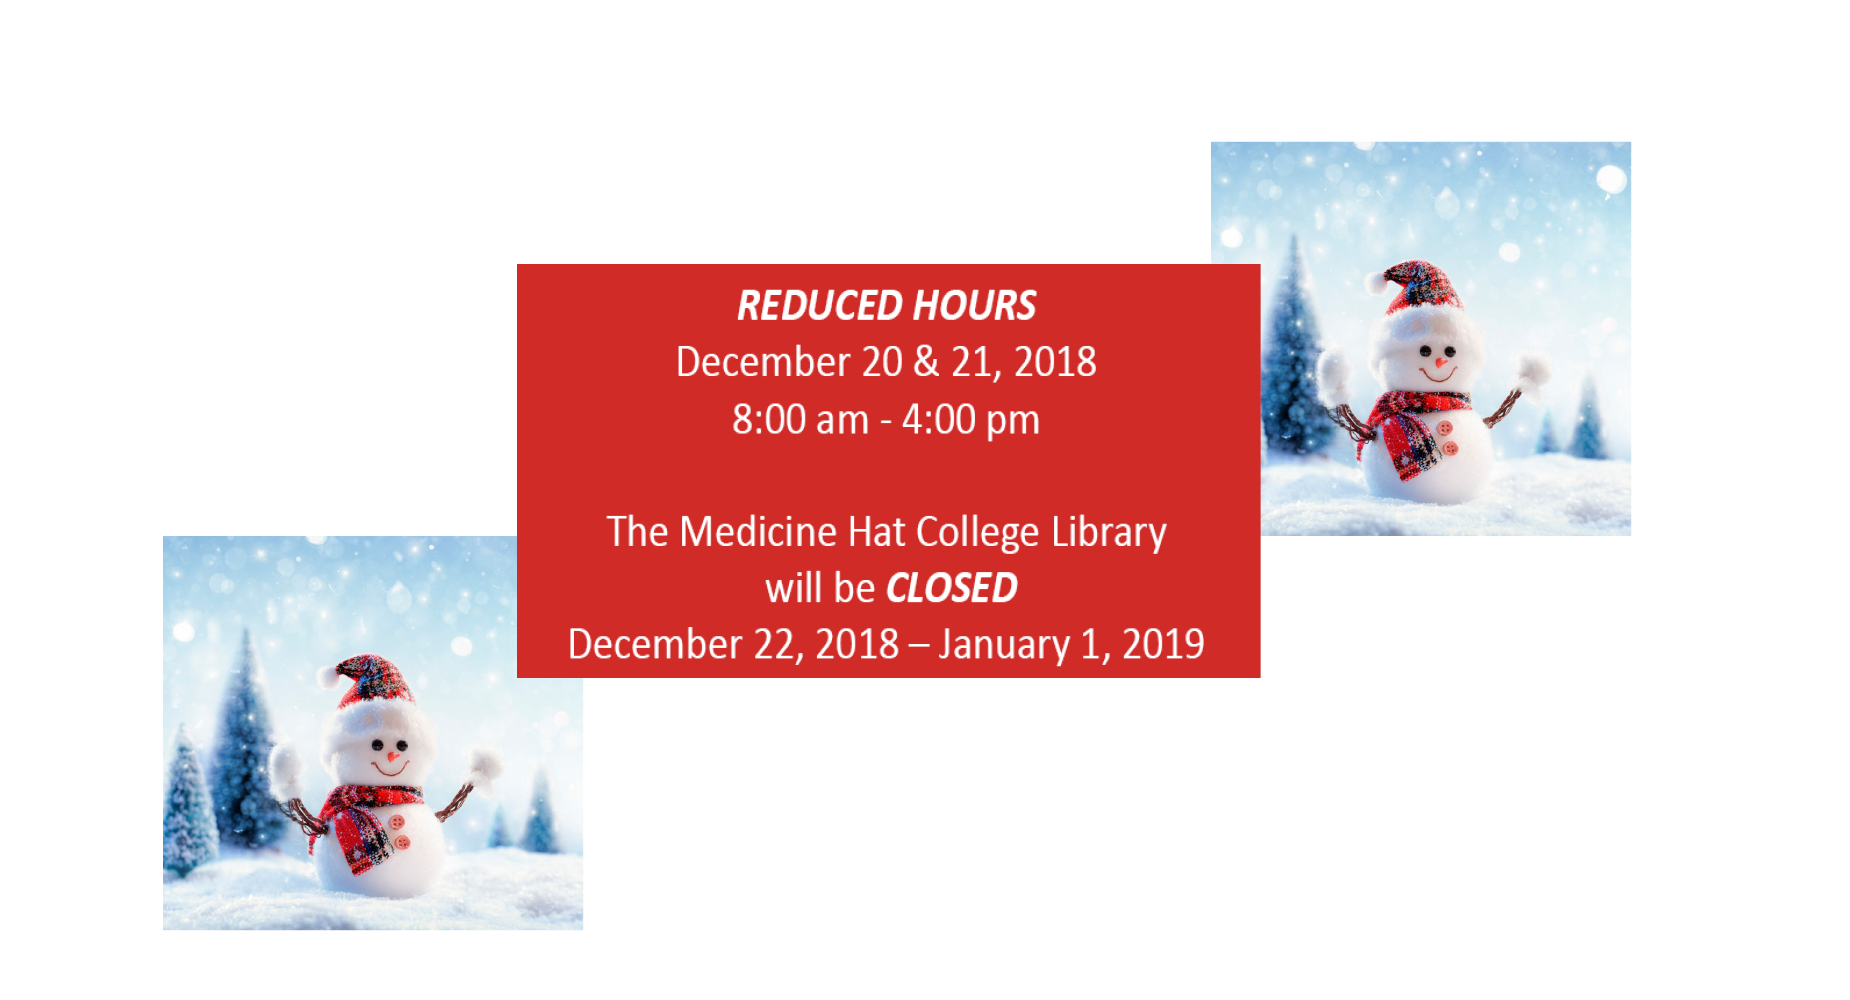 REDUCED HOURS
December 20 & 21, 2018
8:00 am - 4:00 pm
The Medicine Hat College Library
will be CLOSED
December 22, 2018 – January 1, 2019